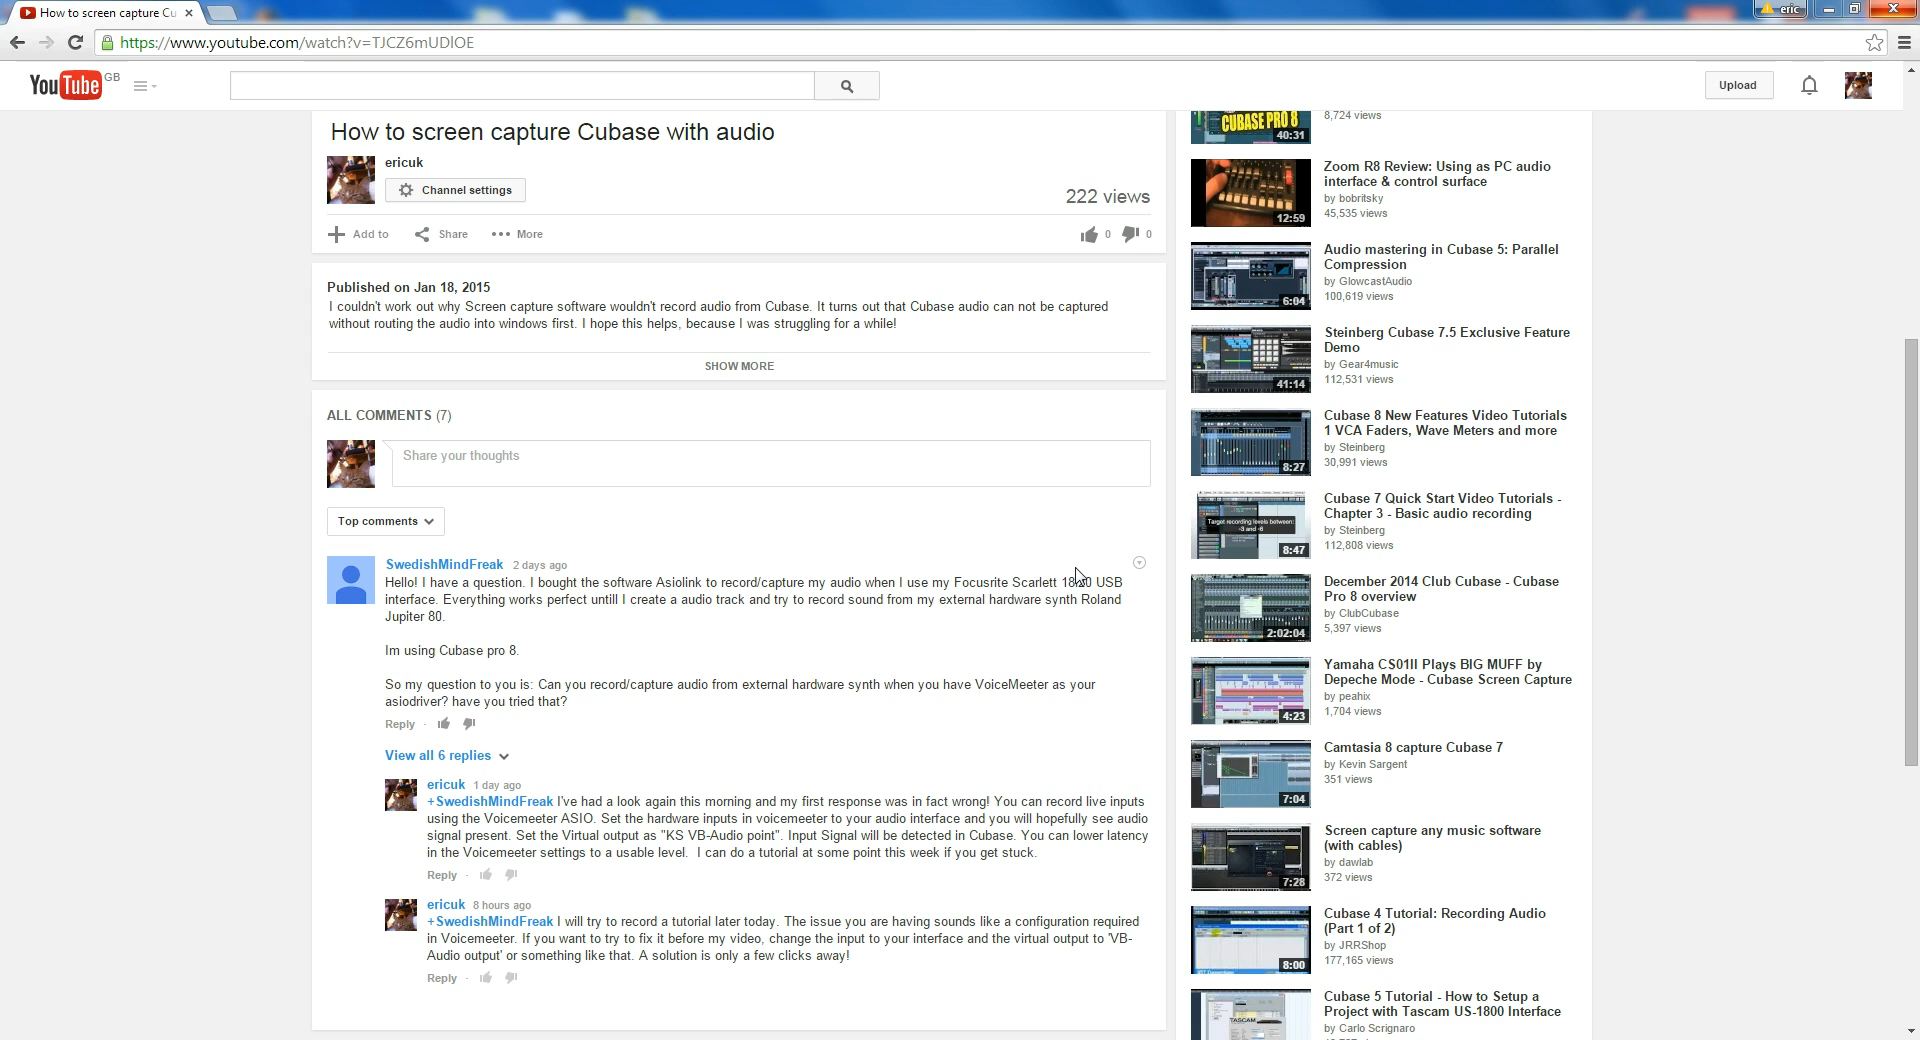 How to screen capture Cu
eric
https://www.youtube.com/watch?v=TJCZ6mUDlOE
YouTube GB
Upload
How to screen capture Cubase with audio
ericuk
Channel settings
222 views
Add to
Share
More
0
0
Published on Jan 18, 2015
I couldn't work out why Screen capture software wouldn't record audio from Cubase. It turns out that Cubase audio can not be captured
without routing the audio into windows first. I hope this helps, because I was struggling for a while!
SHOW MORE
ALL COMMENTS (7)
Share your thoughts
Top comments
SwedishMindFreak 2 days ago
Hello! I have a question. I bought the software Asiolink to record/capture my audio when I use my Focusrite Scarlett USB
interface. Everything works perfect untill I create a audio track and try to record sound from my external hardware synth Roland
Jupiter 80.
Im using Cubase pro 8.
So my question to you is: Can you record/capture audio from external hardware synth when you have VoiceMeeter as your
asiodriver? have you tried that?
Reply
View all 6 replies
ericuk 1 day ago
+SwedishMindFreak I've had a look again this morning and my first response was in fact wrong! You can record live inputs
using the Voicemeeter ASIO. Set the hardware inputs in voicemeeter to your audio interface and you will hopefully see audio
signal present. Set the Virtual output as "KS VB-Audio point". Input Signal will be detected in Cubase. You can lower latency
in the Voicemeeter settings to a usable level. I can do a tutorial at some point this week if you get stuck.
Reply
ericuk 8 hours ago
+SwedishMindFreak I will try to record a tutorial later today. The issue you are having sounds like a configuration required
in Voicemeeter. If you want to try to fix it before my video, change the input to your interface and the virtual output to 'VB-
Audio output' or something like that. A solution is only a few clicks away!
Reply
CUBASE PRO 8
40:31
8,724 views
12:59
Zoom R8 Review: Using as PC audio
interface & control surface
by bobritsky
45,535 views
6:04
Audio mastering in Cubase 5: Parallel
Compression
by GlowcastAudio
100,619 views
41:14
Steinberg Cubase 7.5 Exclusive Feature
Demo
by Gear4music
112,531 views
8:27
Cubase 8 New Features Video Tutorials
1 VCA Faders, Wave Meters and more
by Steinberg
30,991 views
Target recording levels between:
-3 and -6
8:47
Cubase 7 Quick Start Video Tutorials -
Chapter 3 - Basic audio recording
by Steinberg
112,808 views
2:02:04
December 2014 Club Cubase - Cubase
Pro 8 overview
by ClubCubase
5,397 views
4:23
Yamaha CS01II Plays BIG MUFF by
Depeche Mode - Cubase Screen Capture
by peahix
1,704 views
7:04
Camtasia 8 capture Cubase 7
by Kevin Sargent
351 views
7:28
Screen capture any music software
(with cables)
by dawlab
372 views
8:00
Cubase 4 Tutorial: Recording Audio
(Part 1 of 2)
by JRRShop
177,165 views
TASCAM
Cubase 5 Tutorial - How to Setup a
Project with Tascam US-1800 Interface
by Carlo Scrignaro